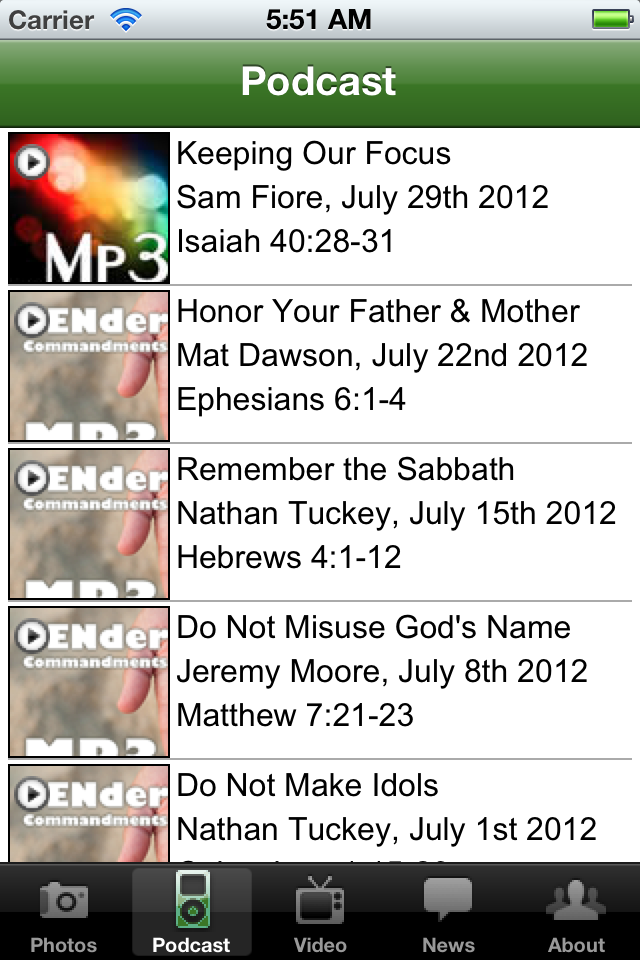 Carrier 5:51 AM
Podcast
Mp3
Keeping Our Focus
Sam Fiore, July 29th 2012
Isaiah 40:28-31
ENder
Commandments
MP3
Honor Your Father & Mother
Mat Dawson, July 22nd 2012
Ephesians 6:1-4
ENder
Commandments
MP3
Remember the Sabbath
Nathan Tuckey, July 15th 2012
Hebrews 4:1-12
ENder
Commandments
MP3
Do Not Misuse God's Name
Jeremy Moore, July 8th 2012
Matthew 7:21-23
ENder
Commandments
Do Not Make Idols
Nathan Tuckey, July 1st 2012
Photos Podcast Video News About